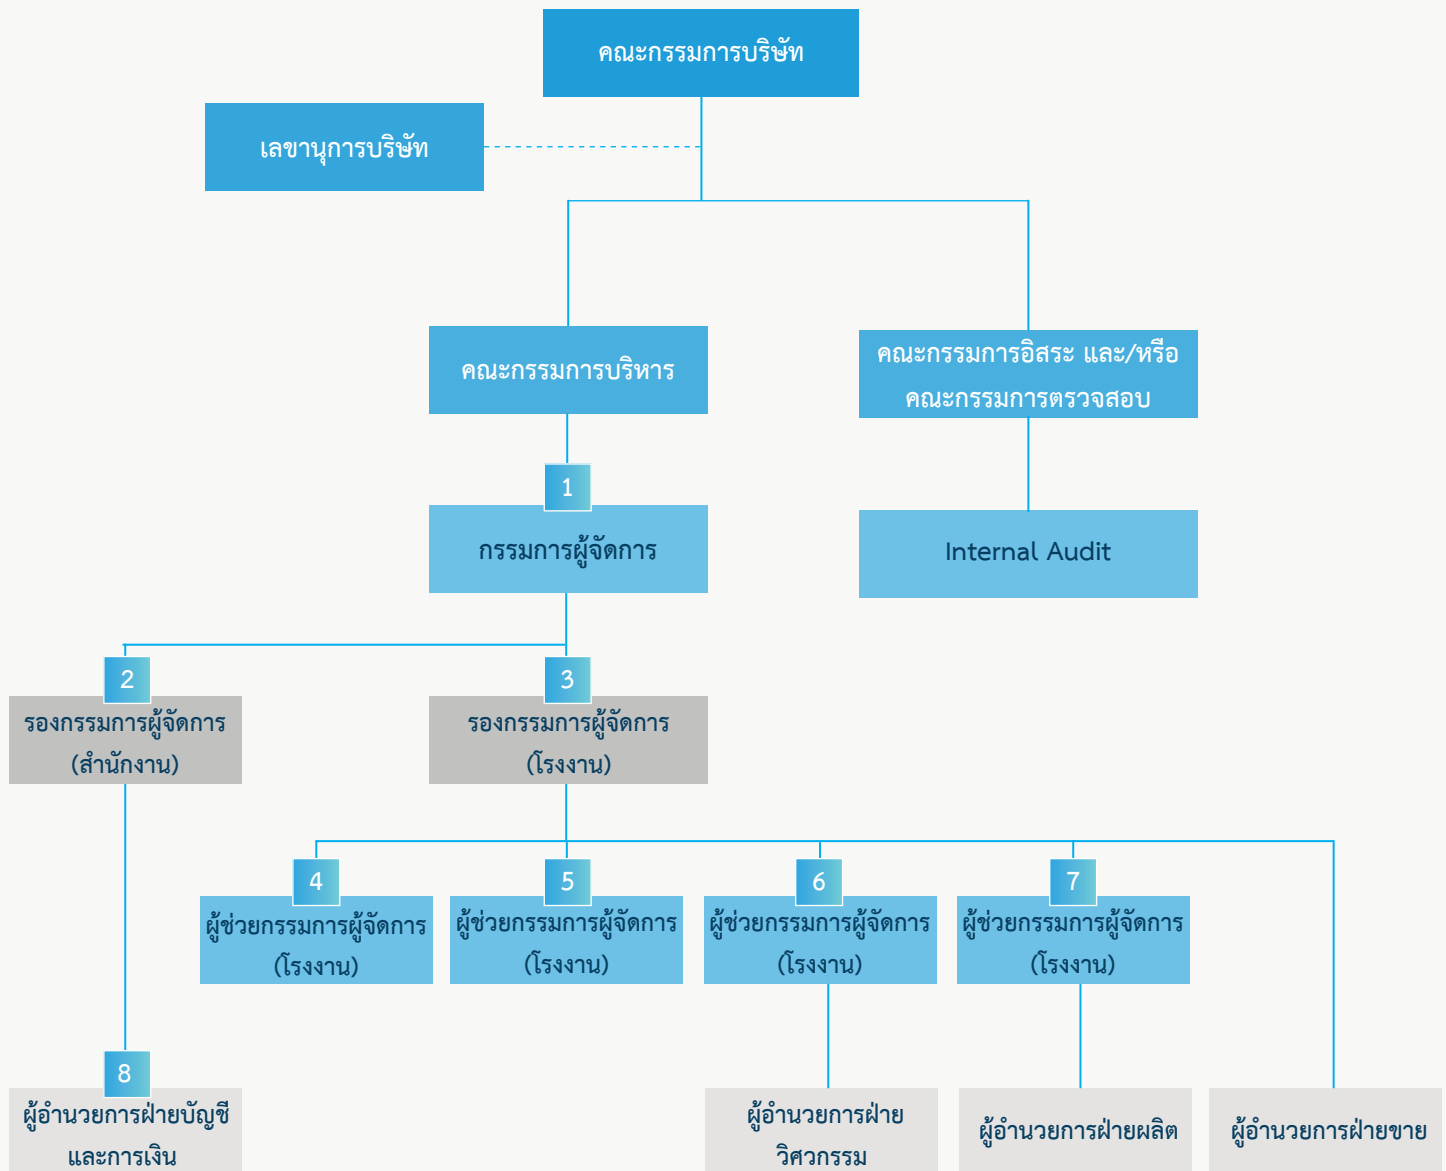 คณะกรรมการบริษัท
เลขานุการบริษัท
คณะกรรมการบริหาร
คณะกรรมการอิสระ และ/หรือ
คณะกรรมการตรวจสอบ
1
กรรมการผู้จัดการ
Internal Audit
2
รองกรรมการผู้จัดการ
(สำนักงาน)
3
รองกรรมการผู้จัดการ
(โรงงาน)
4
ผู้ช่วยกรรมการผู้จัดการ
(โรงงาน)
5
ผู้ช่วยกรรมการผู้จัดการ
(โรงงาน)
6
ผู้ช่วยกรรมการผู้จัดการ
(โรงงาน)
7
ผู้ช่วยกรรมการผู้จัดการ
(โรงงาน)
8
ผู้อำนวยการฝ่ายบัญชี
และการเงิน
ผู้อำนวยการฝ่าย
วิศวกรรม
ผู้อำนวยการฝ่ายผลิต
ผู้อำนวยการฝ่ายขาย